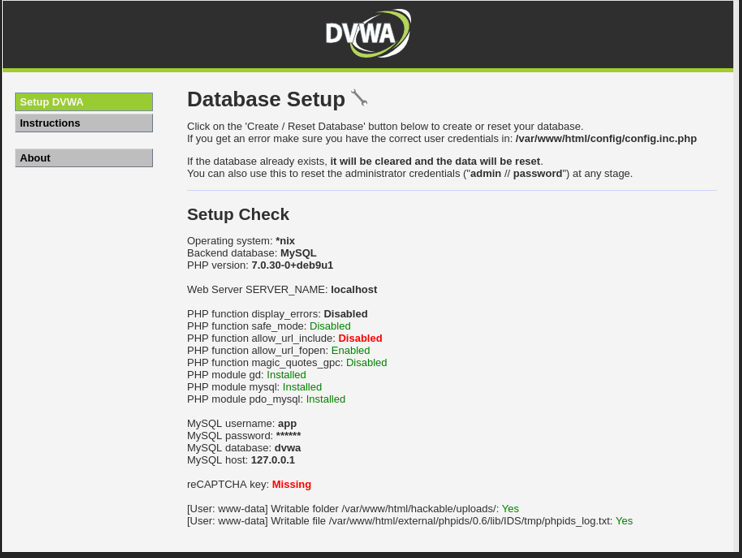 DVWA
Setup DVWA
Instructions
About
Database Setup
Click on the 'Create / Reset Database' button below to create or reset your database.
If you get an error make sure you have the correct user credentials in: /var/www/html/config/config.inc.php
If the database already exists, it will be cleared and the data will be reset.
You can also use this to reset the administrator credentials ("admin // password") at any stage.
Setup Check
Operating system: *nix
Backend database: MySQL
PHP version: 7.0.30-0+deb9u1
Web Server SERVER_NAME: localhost
PHP function display_errors: Disabled
PHP function safe_mode: Disabled
PHP function allow_url_include: Disabled
PHP function allow_url_fopen: Enabled
PHP function magic_quotes_gpc: Disabled
PHP module gd: Installed
PHP module mysql: Installed
PHP module pdo_mysql: Installed
MySQL username: app
MySQL password: ******
MySQL database: dvwa
MySQL host: 127.0.0.1
reCAPTCHA key: Missing
[User: www-data] Writable folder /var/www/html/hackable/uploads/: Yes
[User: www-data] Writable file /var/www/html/external/phpids/0.6/lib/IDS/tmp/phpids_log.txt: Yes